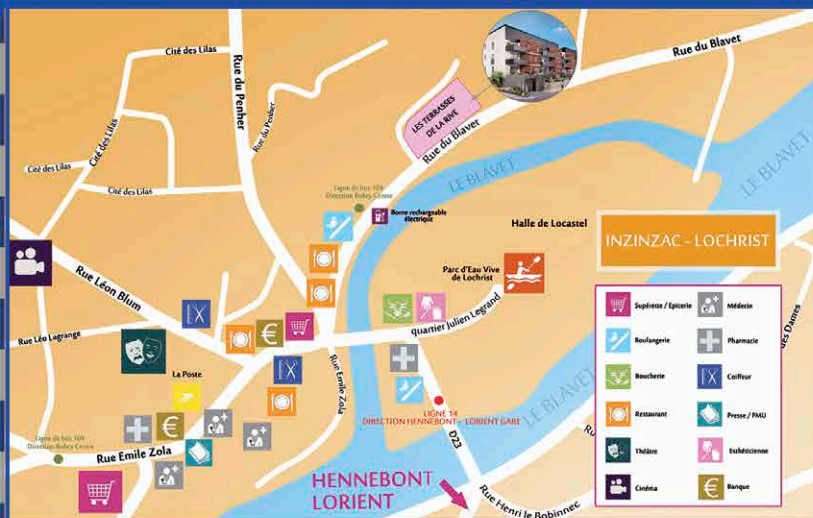 Cité des Lilas
Rue du Penher
Rue du Penher
Cité des Lilas
Cité des Lilas
Cité des Lilas
LES TERRASSES
DE LA RIVE
Rue du Blavet
Rue du Blavet
LE BLAVET
LE BLAVET
LE BLAVET
Ligne de bus 104
Direction Bubry Centre
Borne rechargeable
électrique
Halle de Locastel
Parc d'Eau Vive
de Lochrist
INZINZAC - LOCHRIST
Rue Léon Blum
Rue Léo Lagrange
La Poste
quartier Julien Legrand
Rue Emile Zola
LIGNE 14
DIRECTION HENNEBONT - LORIENT GARE
D23
Ligne de bus 104
Direction Bubry Centre
Rue Emile Zola
HENNEBONT
LORIENT
Rue Henri le Bobinnec
des Dames
Supérette / Epicerie
Médecin
Boulangerie
Pharmacie
Boucherie
Coiffeur
Restaurant
Presse / PMU
Théâtre
Esthéticienne
Cinéma
€ Banque